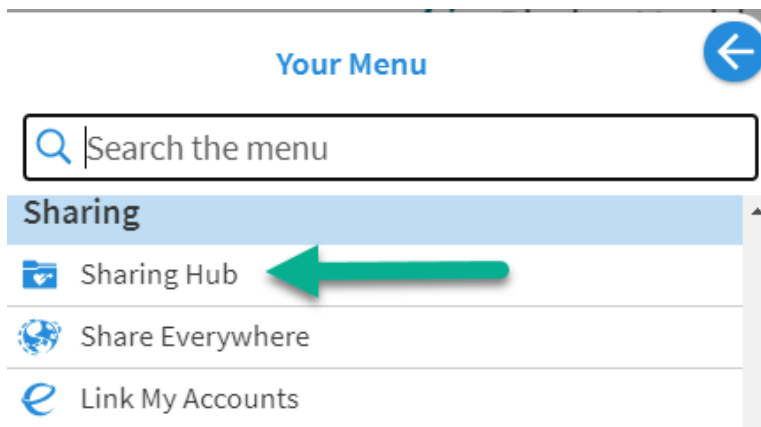 Your Menu
Search the menu
Sharing
Sharing Hub
Share Everywhere
Link My Accounts